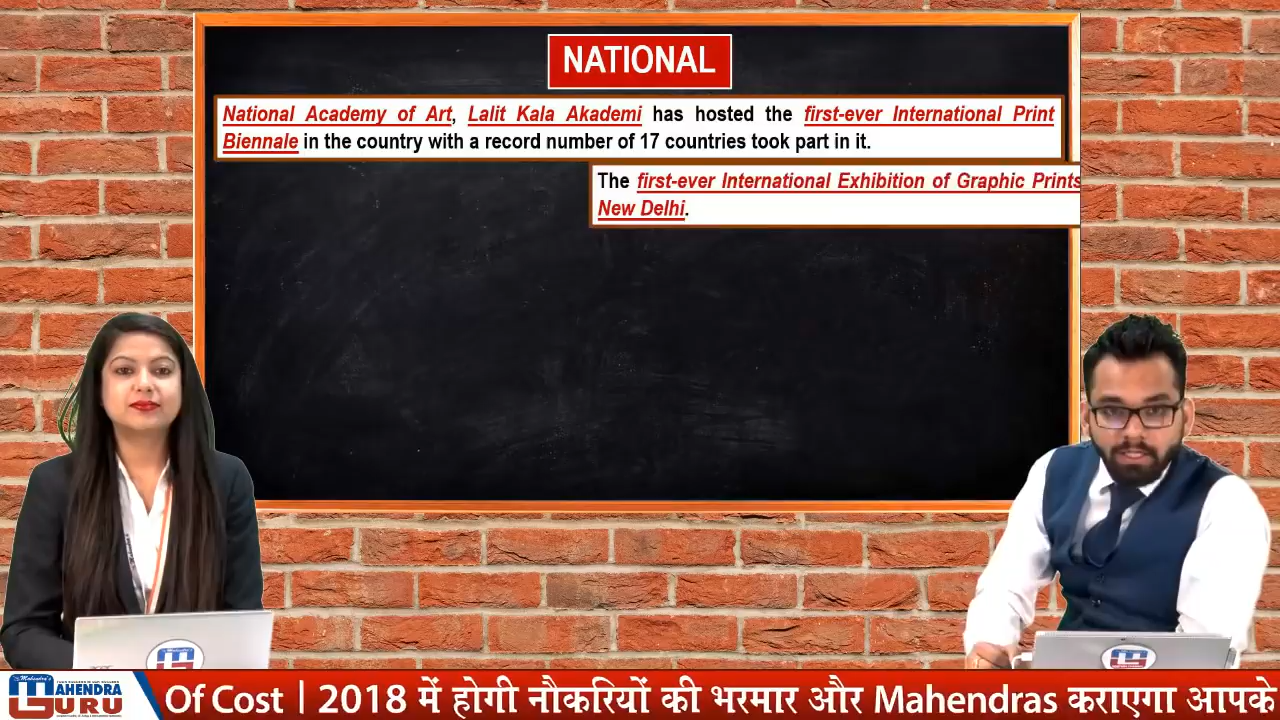 NATIONAL
National Academy of Art, Lalit Kala Akademi has hosted the first-ever International Print
Biennale in the country with a record number of 17 countries took part in it.
The first-ever International Exhibition of Graphic Prints
New Delhi.
Mahendra's
MAHENDRA
GURU
Of Cost | 2018 में होगी नौकरियों की भरमार और Mahendras कराएगा आपके